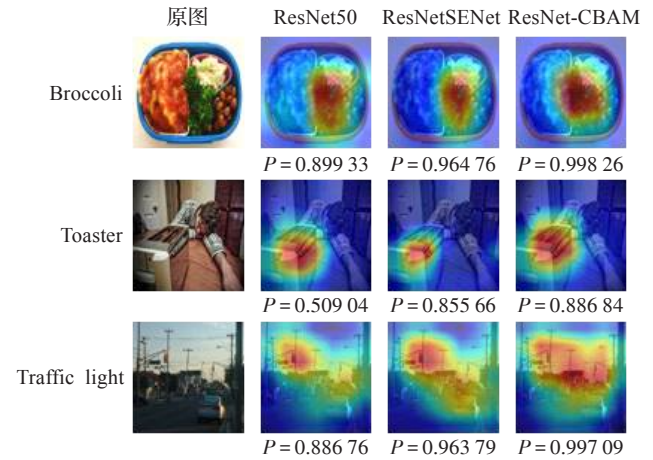 原图 ResNet50 ResNetSENet ResNet-CBAM
Broccoli
P = 0.899 33 P = 0.964 76 P = 0.998 26
Toaster
P = 0.509 04 P = 0.855 66 P = 0.886 84
Traffic light
P = 0.886 76 P = 0.963 79 P = 0.997 09